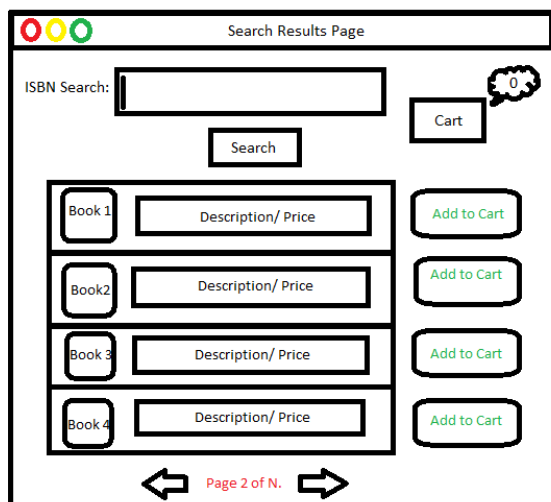 Search Results Page
ISBN Search:
0
Cart
Search
Book 1
Description/ Price
Add to Cart
Book2
Description/ Price
Add to Cart
Book 3
Description/ Price
Add to Cart
Book 4
Description/ Price
Add to Cart
Page 2 of N.